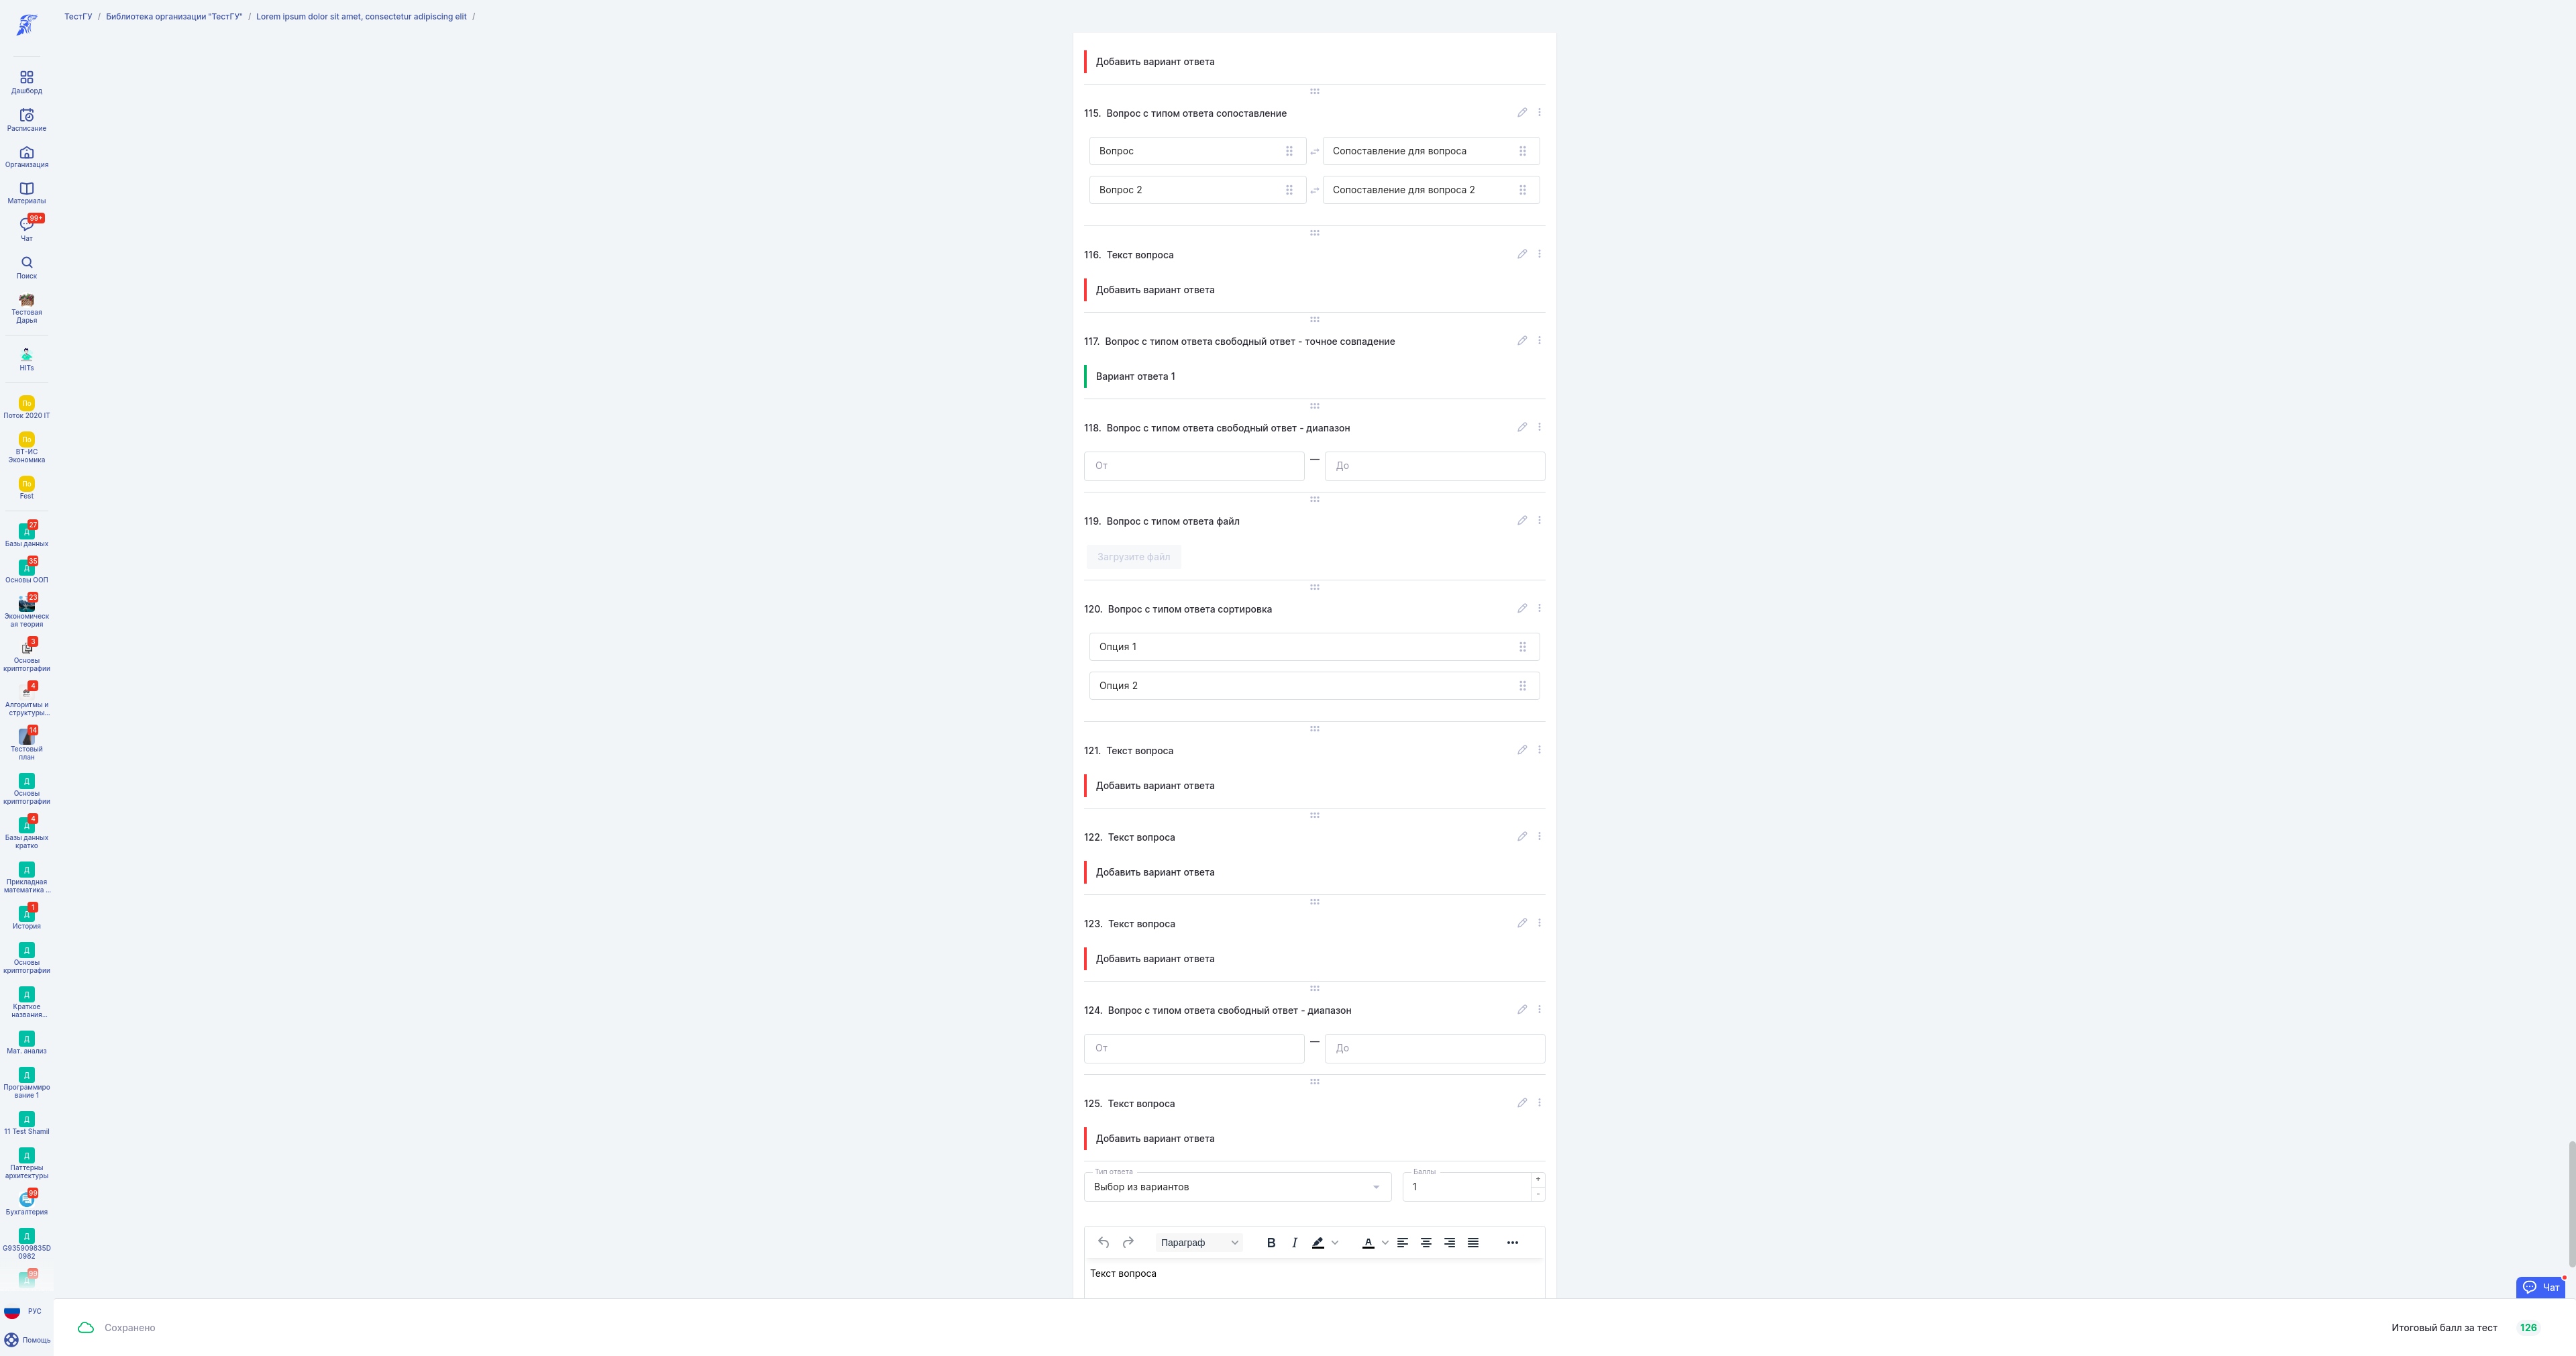 ТестГУ / Библиотека организации "ТестГУ" / Lorem ipsum dolor sit amet, consectetur adipiscing elit /
Дашборд
Расписание
Организация
Материалы
99+
Чат
Поиск
Тестовая
Дарья
HITs
По
Поток 2020 IT
По
ВТ-ИС
Экономика
По
Fest
27
Д
Базы данных
35
Д
Основы ООП
23
Экономическ
ая теория
3
Основы
криптографии
4
Алгоритмы и
структуры...
14
Тестовый
план
Д
Основы
криптографии
4
Д
Базы данных
кратко
Д
Прикладная
математика ...
1
Д
История
Д
Основы
криптографии
Д
Краткое
названия...
Д
Мат. анализ
Д
Программиро
вание 1
Д
11 Test Shamil
Д
Паттерны
архитектуры
99
Бухгалтерия
Д
G935909835D
0982
99
Д
РУС
Помощь
Добавить вариант ответа
115. Вопрос с типом ответа сопоставление
Вопрос
Сопоставление для вопроса
Вопрос 2
Сопоставление для вопроса 2
116. Текст вопроса
Добавить вариант ответа
117. Вопрос с типом ответа свободный ответ - точное совпадение
Вариант ответа 1
118. Вопрос с типом ответа свободный ответ - диапазон
От — До
119. Вопрос с типом ответа файл
Загрузите файл
120. Вопрос с типом ответа сортировка
Опция 1
Опция 2
121. Текст вопроса
Добавить вариант ответа
122. Текст вопроса
Добавить вариант ответа
123. Текст вопроса
Добавить вариант ответа
124. Вопрос с типом ответа свободный ответ - диапазон
От — До
125. Текст вопроса
Добавить вариант ответа
Тип ответа
Выбор из вариантов
Баллы
1
+
-
Параграф
B I A
Текст вопроса
Чат
Сохранено
Итоговый балл за тест 126